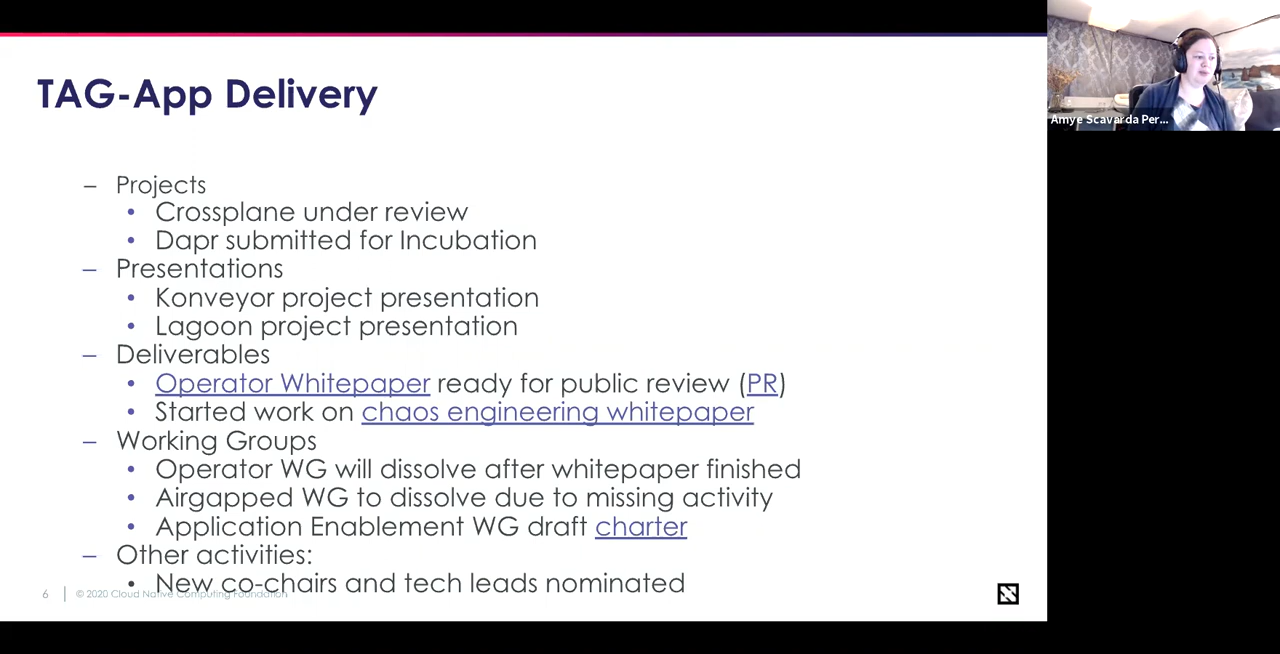 TAG-App Delivery
– Projects
• Crossplane under review
• Dapr submitted for Incubation
– Presentations
• Konveyor project presentation
• Lagoon project presentation
– Deliverables
• Operator Whitepaper ready for public review (PR)
• Started work on chaos engineering whitepaper
– Working Groups
• Operator WG will dissolve after whitepaper finished
• Airgapped WG to dissolve due to missing activity
• Application Enablement WG draft charter
– Other activities:
• New co-chairs and tech leads nominated
6 © 2020 Cloud Native Computing Foundation
Amye Scavarda Per...